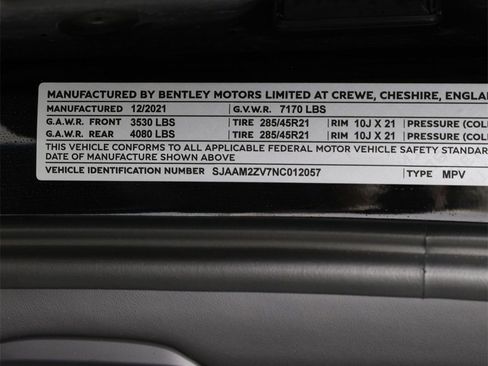 MANUFACTURED BY BENTLEY MOTORS LIMITED AT CREWE, CHESHIRE, ENGLA
MANUFACTURED 12/2021 G.V.W.R. 7170 LBS
G.A.W.R. FRONT 3530 LBS TIRE 285/45R21 RIM 10J X 21 PRESSURE (COL
G.A.W.R. REAR 4080 LBS TIRE 285/45R21 RIM 10J X 21 PRESSURE (COL
THIS VEHICLE CONFORMS TO ALL APPLICABLE FEDERAL MOTOR VEHICLE SAFETY STANDAR
DATE OF MANUFACTURE SHOWN ABOVE
VEHICLE IDENTIFICATION NUMBER SJAAM2ZV7NC012057 TYPE MPV